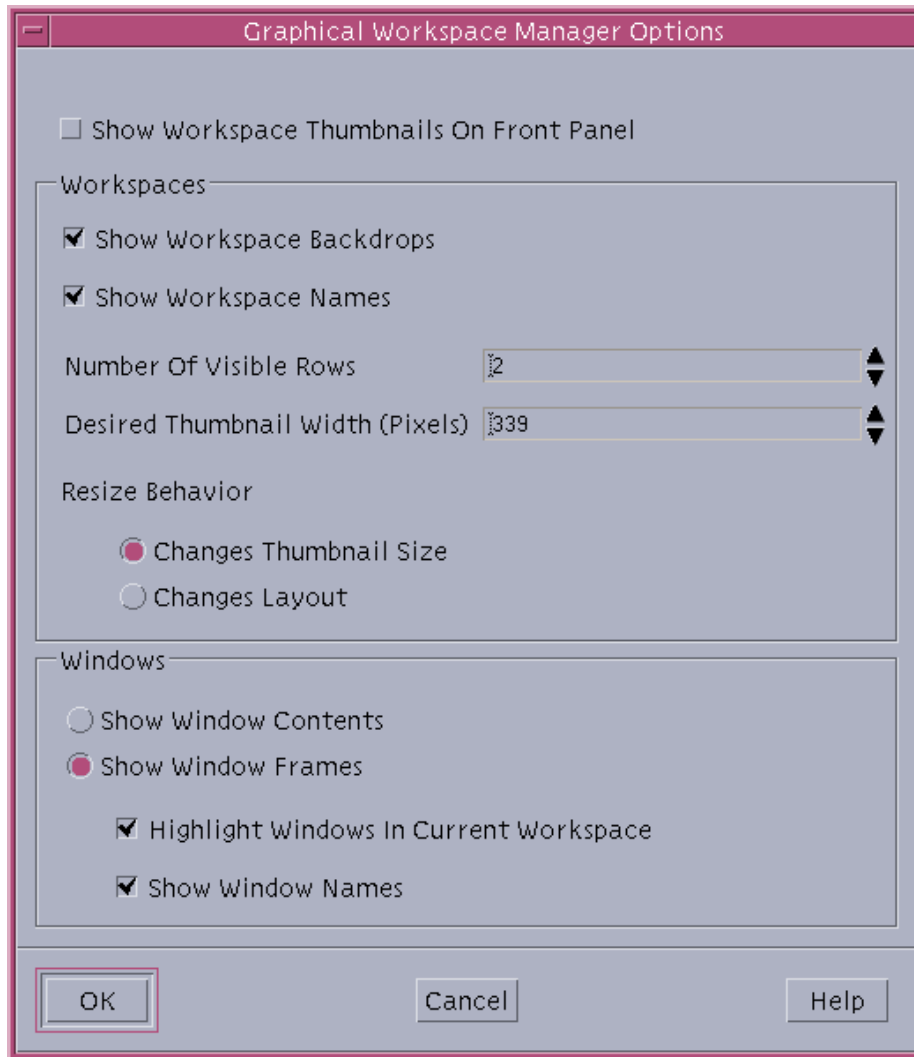 Graphical Workspace Manager Options
Show Workspace Thumbnails On Front Panel
Workspaces
Show Workspace Backdrops
Show Workspace Names
Number Of Visible Rows 2
Desired Thumbnail Width (Pixels) 339
Resize Behavior
Changes Thumbnail Size
Changes Layout
Windows
Show Window Contents
Show Window Frames
Highlight Windows In Current Workspace
Show Window Names
OK Cancel Help